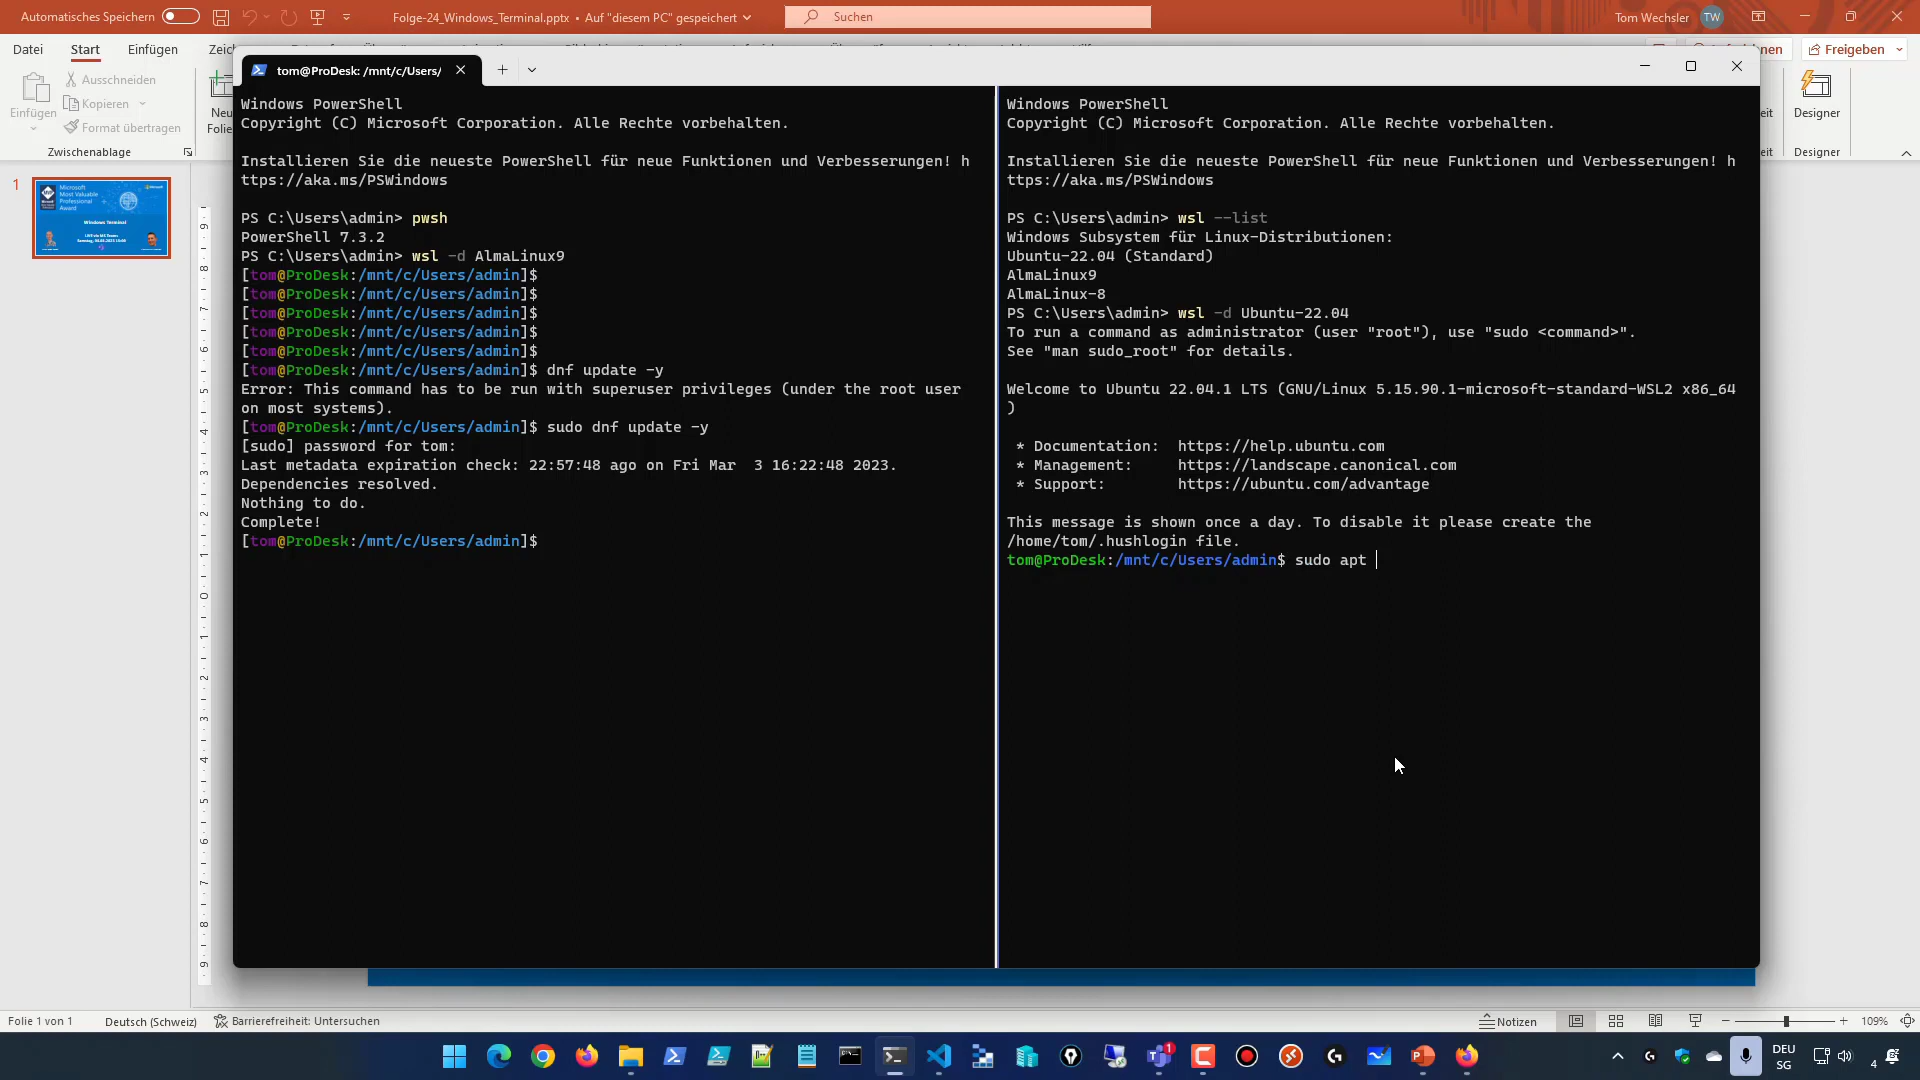 Automatisches Speichern
Folge-24_Windows_Terminal.pptx • Auf "diesem PC" gespeichert
Suchen
Tom Wechsler
TW
Datei
Start
Einfügen
Freigeben
Einfügen
Ausschneiden
Kopieren
Format übertragen
Zwischenablage
Neu
Folie
Designer
Designer
1
Microsoft
Most Valuable
Professional
Award
Windows Terminal
tom@ProDesk: /mnt/c/Users/
Windows PowerShell
Copyright (C) Microsoft Corporation. Alle Rechte vorbehalten.
Installieren Sie die neueste PowerShell für neue Funktionen und Verbesserungen! h
ttps://aka.ms/PSWindows
PS C:\Users\admin> pwsh
PowerShell 7.3.2
PS C:\Users\admin> wsl -d AlmaLinux9
[tom@ProDesk:/mnt/c/Users/admin]$
[tom@ProDesk:/mnt/c/Users/admin]$
[tom@ProDesk:/mnt/c/Users/admin]$
[tom@ProDesk:/mnt/c/Users/admin]$
[tom@ProDesk:/mnt/c/Users/admin]$
[tom@ProDesk:/mnt/c/Users/admin]$ dnf update -y
Error: This command has to be run with superuser privileges (under the root user
on most systems).
[tom@ProDesk:/mnt/c/Users/admin]$ sudo dnf update -y
[sudo] password for tom:
Last metadata expiration check: 22:57:48 ago on Fri Mar  3 16:22:48 2023.
Dependencies resolved.
Nothing to do.
Complete!
[tom@ProDesk:/mnt/c/Users/admin]$
Windows PowerShell
Copyright (C) Microsoft Corporation. Alle Rechte vorbehalten.
Installieren Sie die neueste PowerShell für neue Funktionen und Verbesserungen! h
ttps://aka.ms/PSWindows
PS C:\Users\admin> wsl --list
Windows Subsystem für Linux-Distributionen:
Ubuntu-22.04 (Standard)
AlmaLinux9
AlmaLinux-8
PS C:\Users\admin> wsl -d Ubuntu-22.04
To run a command as administrator (user "root"), use "sudo <command>".
See "man sudo_root" for details.
Welcome to Ubuntu 22.04.1 LTS (GNU/Linux 5.15.90.1-microsoft-standard-WSL2 x86_64
)
* Documentation:  https://help.ubuntu.com
* Management:     https://landscape.canonical.com
* Support:        https://ubuntu.com/advantage
This message is shown once a day. To disable it please create the
/home/tom/.hushlogin file.
tom@ProDesk:/mnt/c/Users/admin$ sudo apt
Folie 1 von 1
Deutsch (Schweiz)
Barrierefreiheit: Untersuchen
Notizen
109%
1
DEU
SG
4